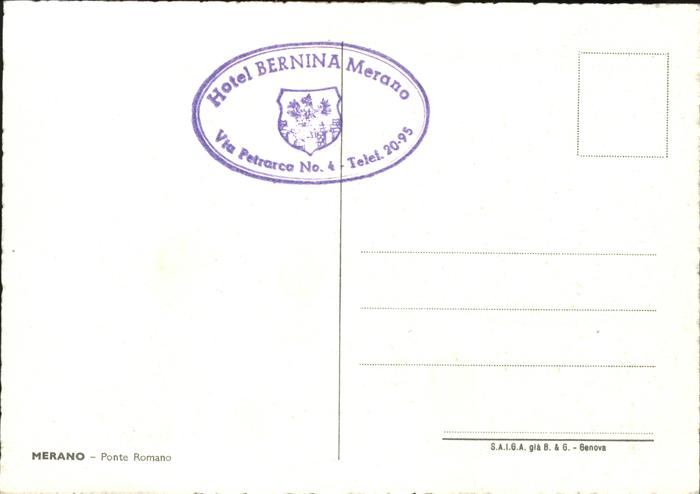 Hotel BERNINA Merano
Via Petrarca No. 4 - Telef. 20-95
S.A.I.G.A. già B. & G. - Genova
MERANO - Ponte Romano